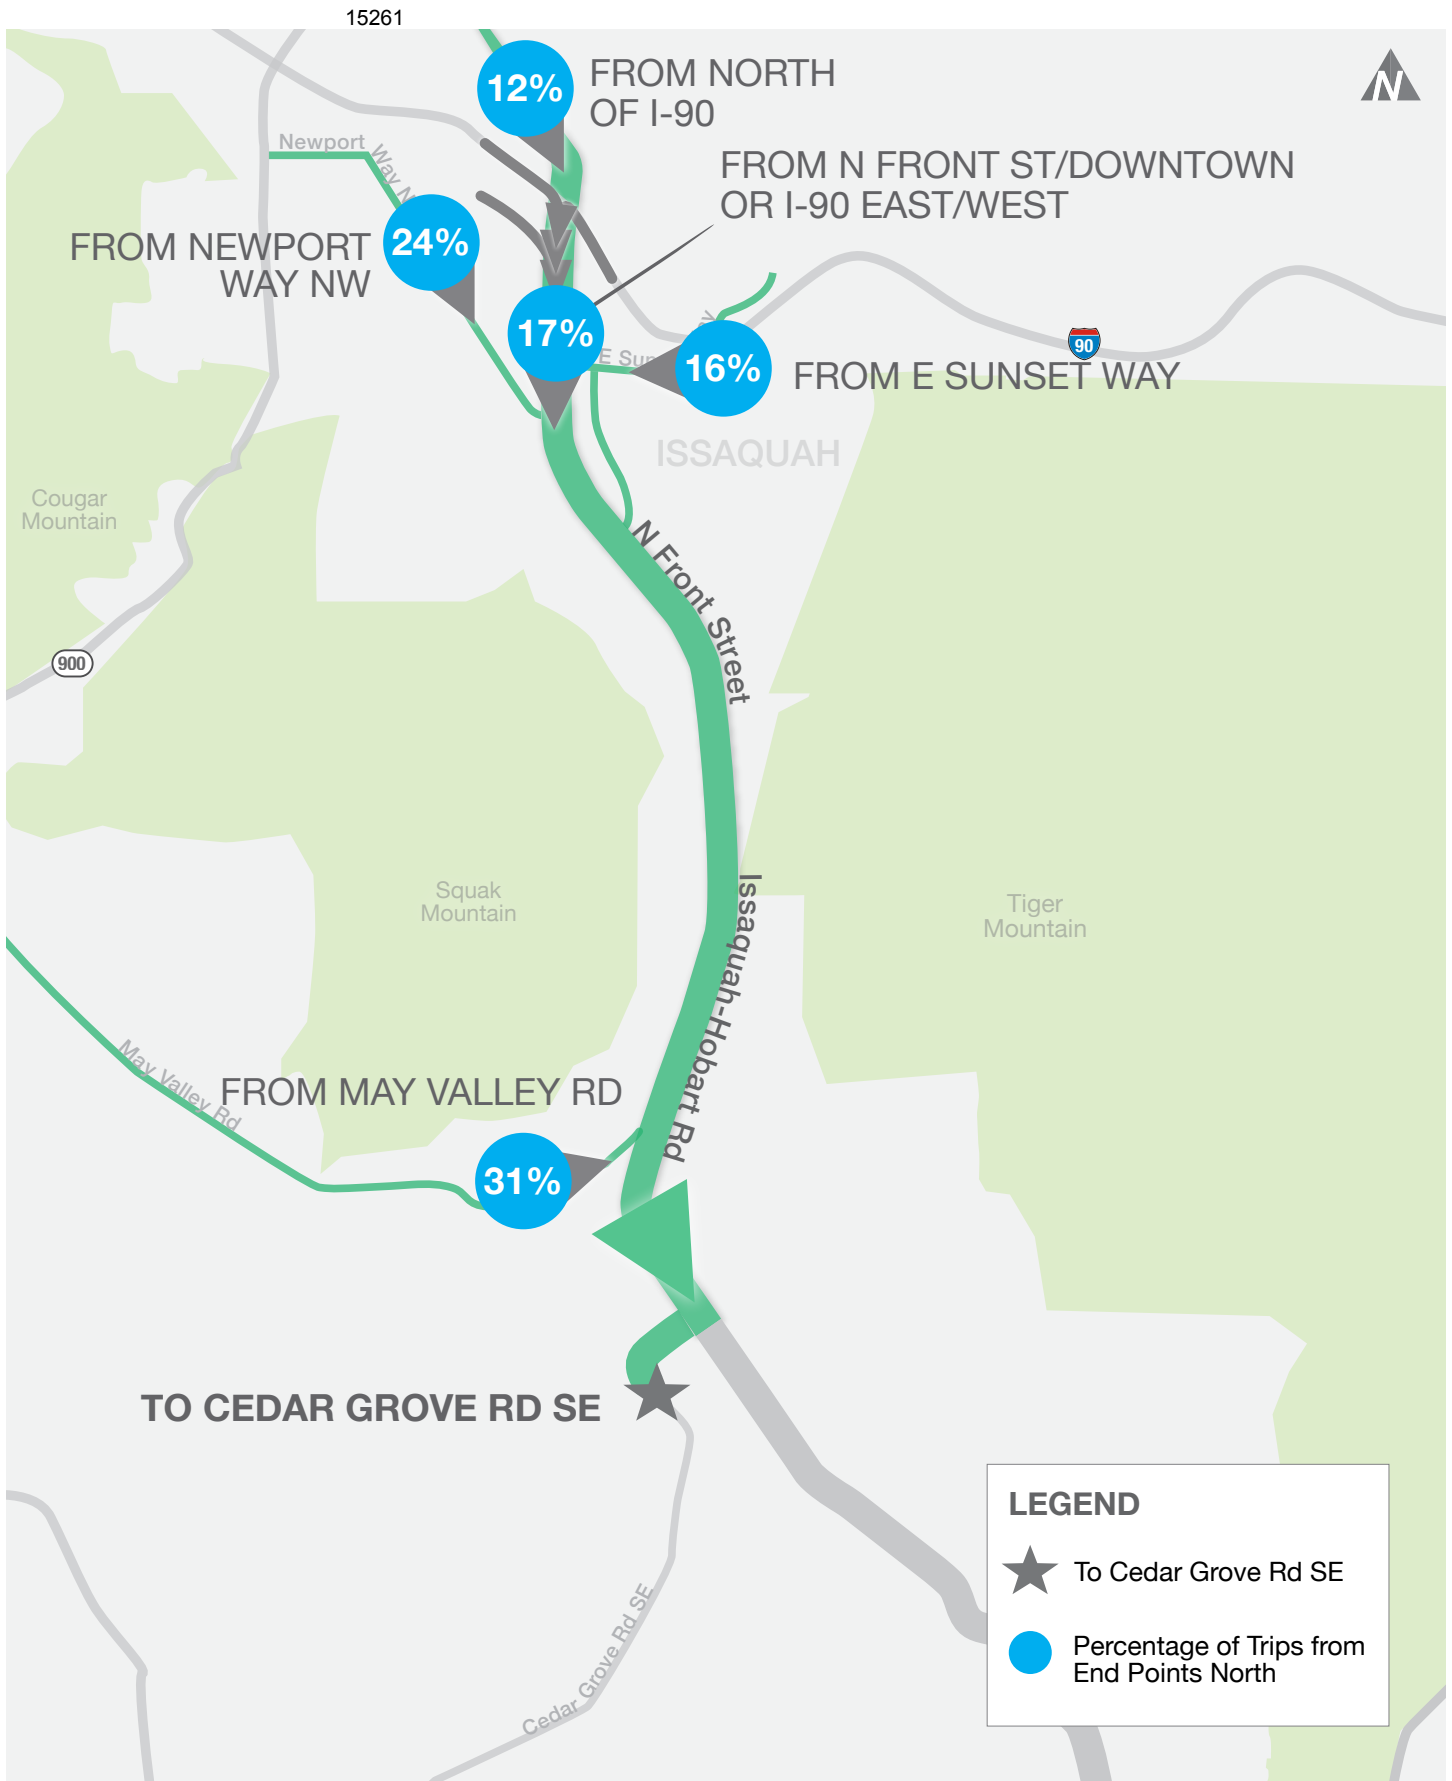 15261
12%
FROM NORTH
OF I-90
N
Newport
Way N
FROM N FRONT ST/DOWNTOWN
OR I-90 EAST/WEST
FROM NEWPORT
WAY NW
24%
17%
90
E Sun
16%
FROM E SUNSET WAY
ISSAQUAH
Cougar
Mountain
N Front Street
900
Squak
Mountain
Tiger
Mountain
Issaquah-Hobart Rd
May Valley Rd
FROM MAY VALLEY RD
31%
TO CEDAR GROVE RD SE
Cedar Grove Rd SE
LEGEND
To Cedar Grove Rd SE
Percentage of Trips from
End Points North